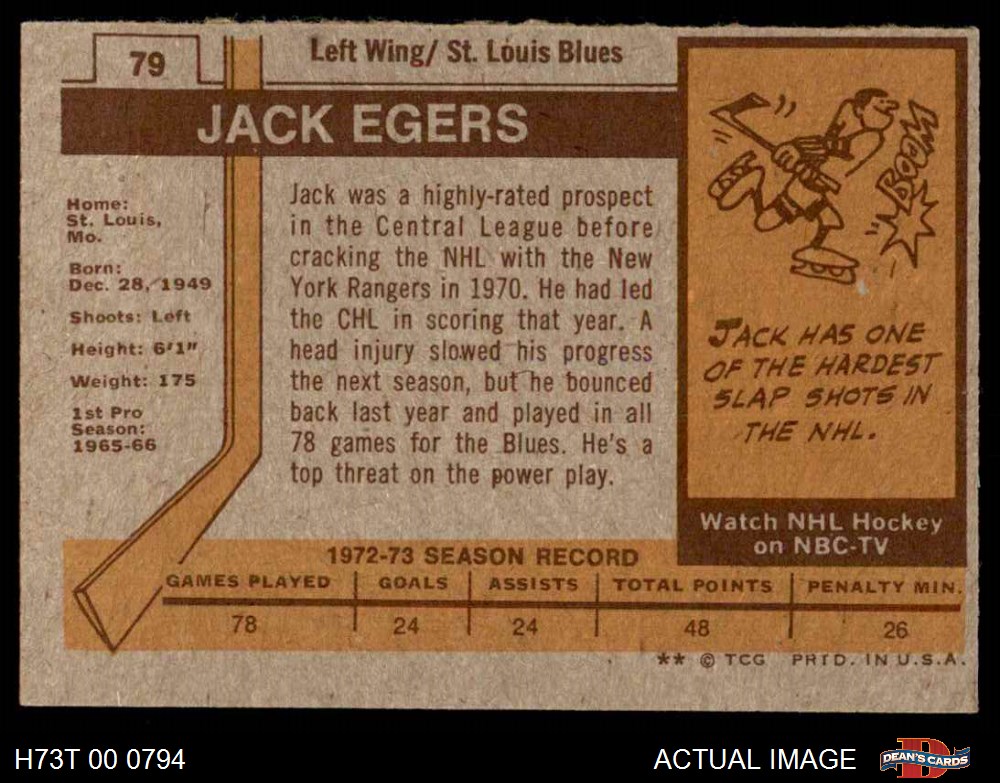 79
Left Wing/ St. Louis Blues
JACK EGERS
Home:
St. Louis,
Mo.
Born:
Dec. 28, 1949
Shoots: Left
Height: 6'1"
Weight: 175
1st Pro
Season:
1965-66
Jack was a highly-rated prospect
in the Central League before
cracking the NHL with the New
York Rangers in 1970. He had led
the CHL in scoring that year. A
head injury slowed his progress
the next season, but he bounced
back last year and played in all
78 games for the Blues. He's a
top threat on the power play.
WOOSH
JACK HAS ONE
OF THE HARDEST
SLAP SHOTS IN
THE NHL.
Watch NHL Hockey
on NBC-TV
1972-73 SEASON RECORD
GAMES PLAYED GOALS ASSISTS TOTAL POINTS PENALTY MIN.
78 24 24 48 26
** © TCG PRTD. IN U.S.A.
H73T 00 0794
ACTUAL IMAGE
D
DEAN'S CARDS